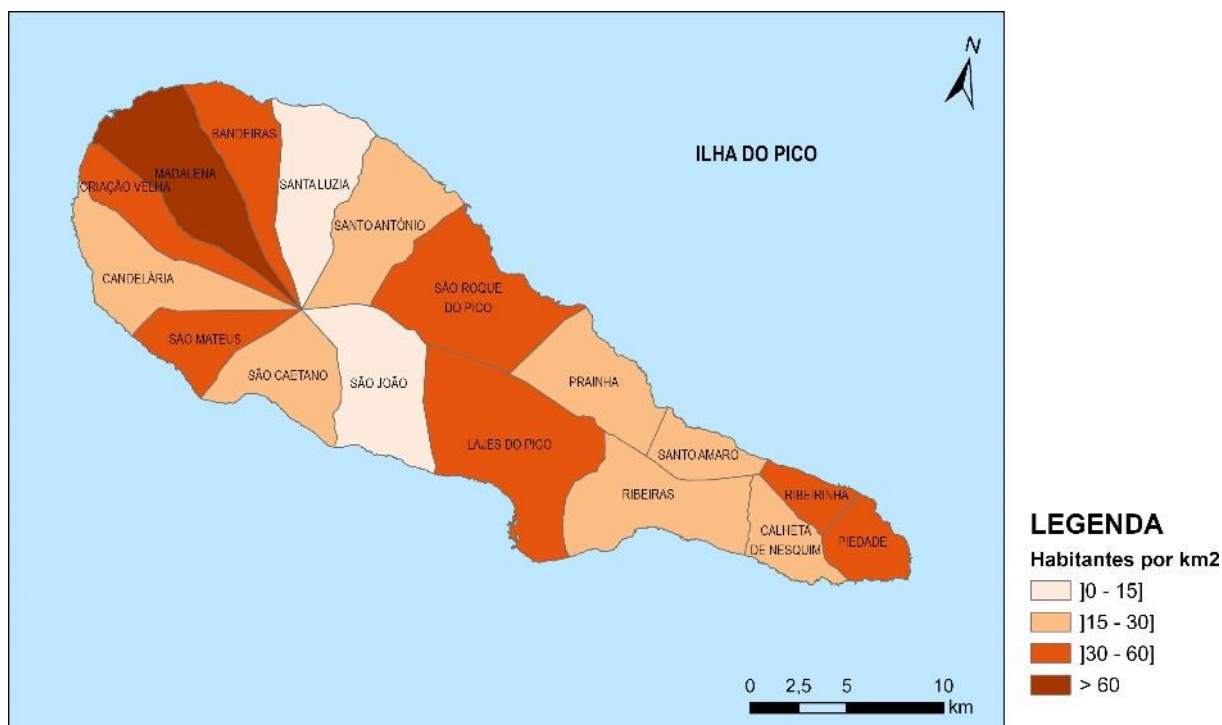 N
ILHA DO PICO
BANDEIRAS
MADALENA
CRIAÇÃO VELHA
SANTA LUZIA
SANTO ANTÓNIO
CANDELÁRIA
SÃO ROQUE
DO PICO
SÃO MATEUS
SÃO CAETANO
SÃO JOÃO
PRAINHA
LAJES DO PICO
SANTO AMARO
RIBEIRAS
RIBEIRINHA
CALHETA
DE NESQUIM
PIEDADE
0 2,5 5 10
km
LEGENDA
Habitantes por km2
]0 - 15]
]15 - 30]
]30 - 60]
> 60